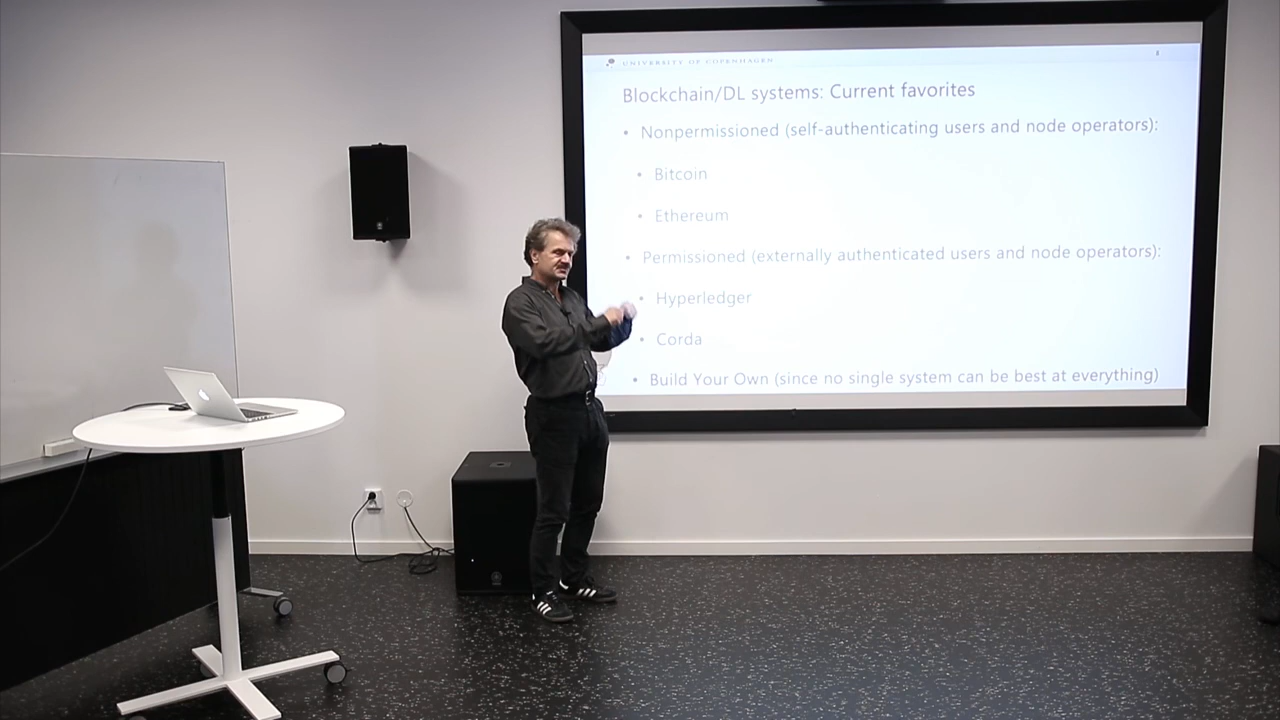 UNIVERSITY OF COPENHAGEN
Blockchain/DL systems: Current favorites
• Nonpermissioned (self-authenticating users and node operators):
• Bitcoin
• Ethereum
• Permissioned (externally authenticated users and node operators):
• Hyperledger
• Corda
• Build Your Own (since no single system can be best at everything)